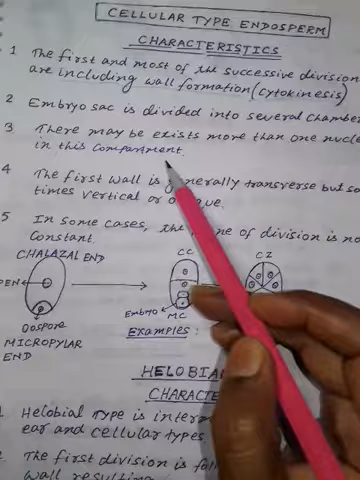 CELLULAR TYPE ENDOSPERM
CHARACTERISTICS
1 The first and most of the successive division
are including wall formation (cytokinesis)
2 Embryo sac is divided into several chamber
3 There may be exists more than one nucle
in this compartment.
4 The first wall is generally transverse but so
times vertical or
5 In some cases, the of division is no
Constant.
CHALAZAL END
CC
CZ
PEN
Embryo
MC
Oospore
MICROPYLAR
END
Examples:
HELOBIAL
CHARACTE
Helobial Type is interm
ear and cellular types
2 The first division is fol
wall resulting